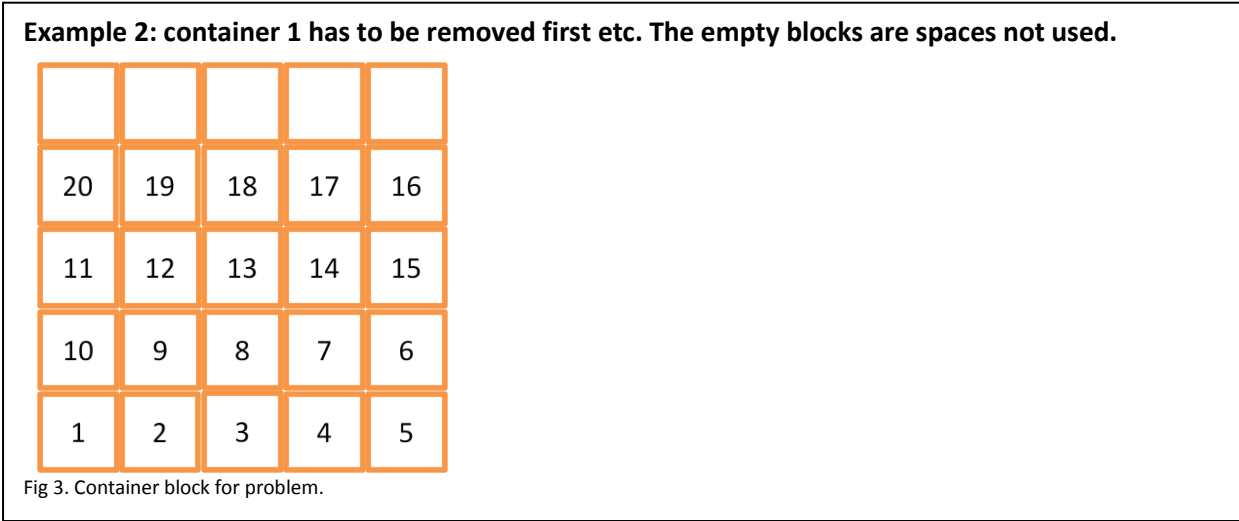 Example 2: container 1 has to be removed first etc. The empty blocks are spaces not used.
20 19 18 17 16
11 12 13 14 15
10 9 8 7 6
1 2 3 4 5
Fig 3. Container block for problem.